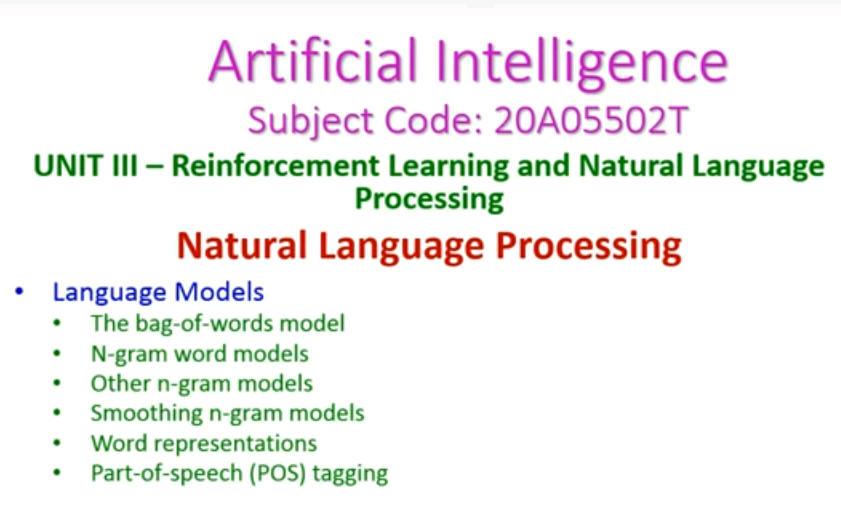 Artificial Intelligence
Subject Code: 20A05502T
UNIT III – Reinforcement Learning and Natural Language
Processing
Natural Language Processing
• Language Models
• The bag-of-words model
• N-gram word models
• Other n-gram models
• Smoothing n-gram models
• Word representations
• Part-of-speech (POS) tagging